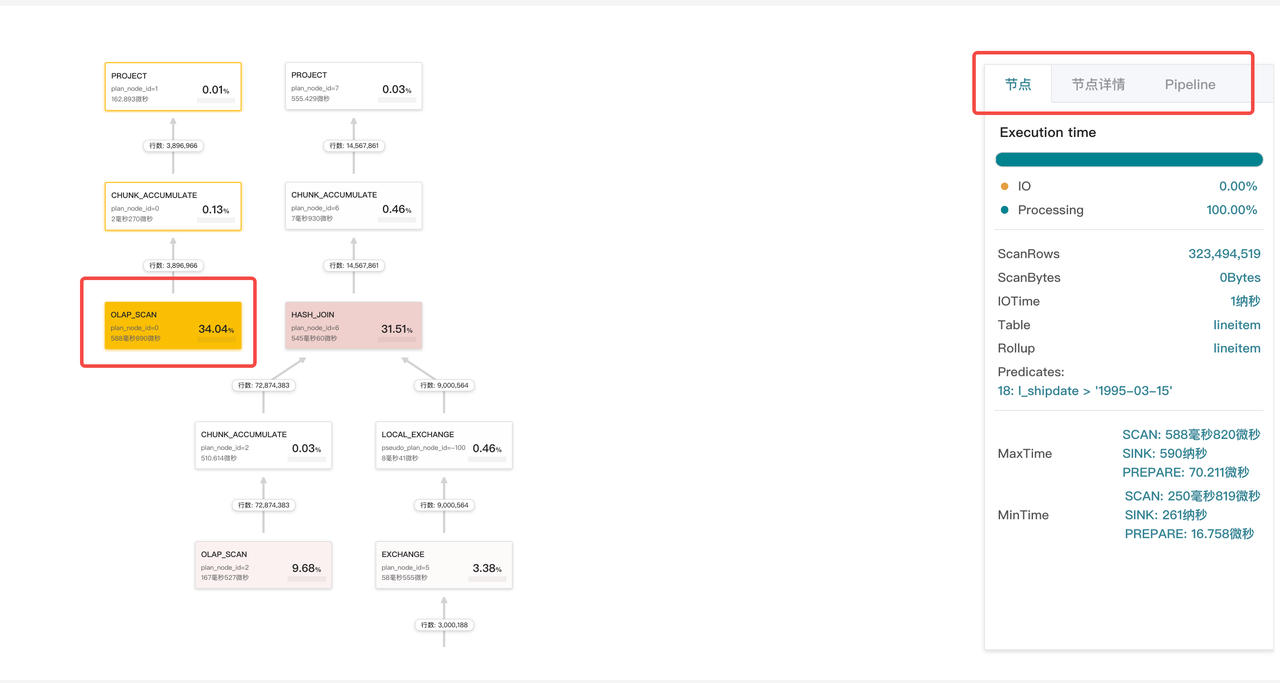 PROJECT
plan_node_id=1
162.893微秒
0.01%
PROJECT
plan_node_id=7
555.429微秒
0.03%
行数: 3,896,966
行数: 14,567,861
CHUNK_ACCUMULATE
plan_node_id=0
2毫秒270微秒
0.13%
CHUNK_ACCUMULATE
plan_node_id=6
7毫秒930微秒
0.46%
行数: 3,896,966
行数: 14,567,861
OLAP_SCAN
plan_node_id=0
588毫秒890微秒
34.04%
HASH_JOIN
plan_node_id=6
545毫秒60微秒
31.51%
行数: 72,874,383
行数: 9,000,564
CHUNK_ACCUMULATE
plan_node_id=2
510.614微秒
0.03%
LOCAL_EXCHANGE
pseudo_plan_node_id=-100
8毫秒41微秒
0.46%
行数: 72,874,383
行数: 9,000,564
OLAP_SCAN
plan_node_id=2
167毫秒527微秒
9.68%
EXCHANGE
plan_node_id=5
58毫秒555微秒
3.38%
行数: 3,000,188
节点 节点详情 Pipeline
Execution time
IO 0.00%
Processing 100.00%
ScanRows 323,494,519
ScanBytes 0Bytes
IOTime 1纳秒
Table lineitem
Rollup lineitem
Predicates:
18: l_shipdate > '1995-03-15'
MaxTime
SCAN: 588毫秒820微秒
SINK: 590纳秒
PREPARE: 70.211微秒
MinTime
SCAN: 250毫秒819微秒
SINK: 261纳秒
PREPARE: 16.758微秒